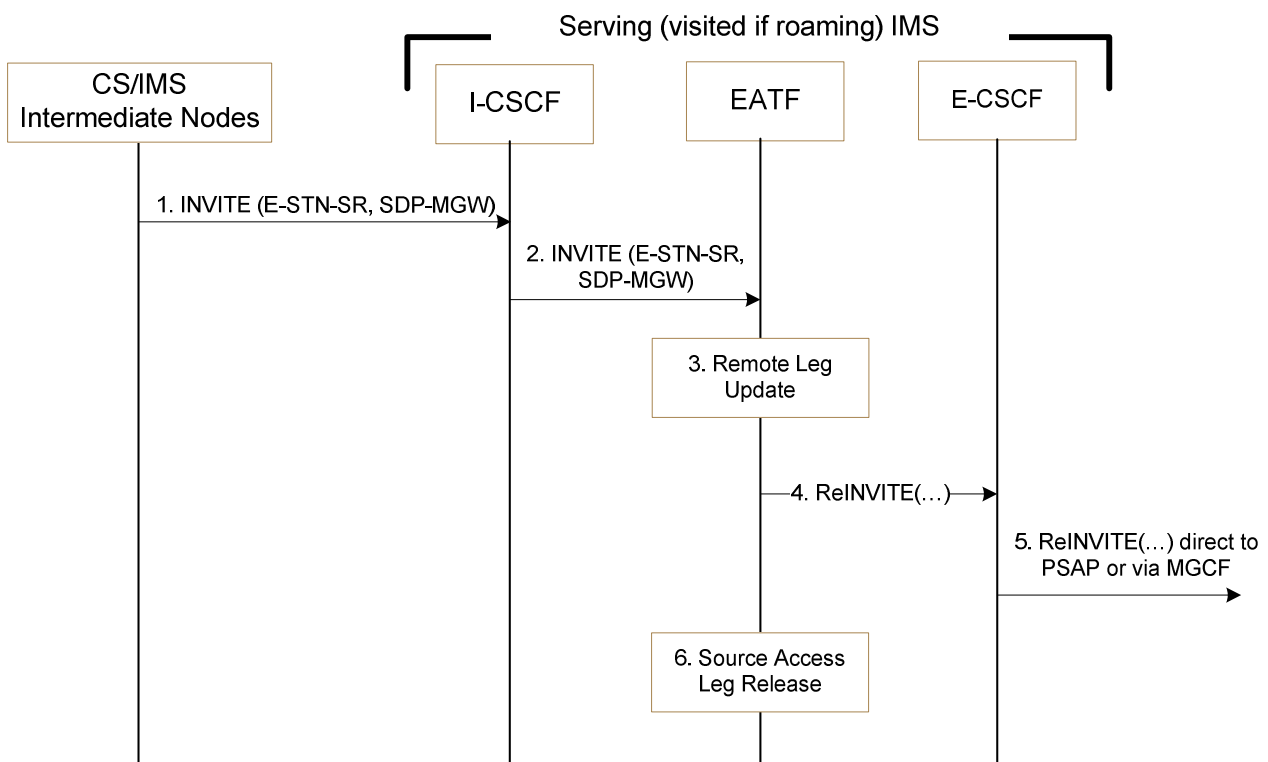 Serving (visited if roaming) IMS
CS/IMS
Intermediate Nodes
I-CSCF
EATF
E-CSCF
1. INVITE (E-STN-SR, SDP-MGW)
2. INVITE (E-STN-SR,
SDP-MGW)
3. Remote Leg
Update
4. ReINVITE(…)
5. ReINVITE(…) direct to
PSAP or via MGCF
6. Source Access
Leg Release